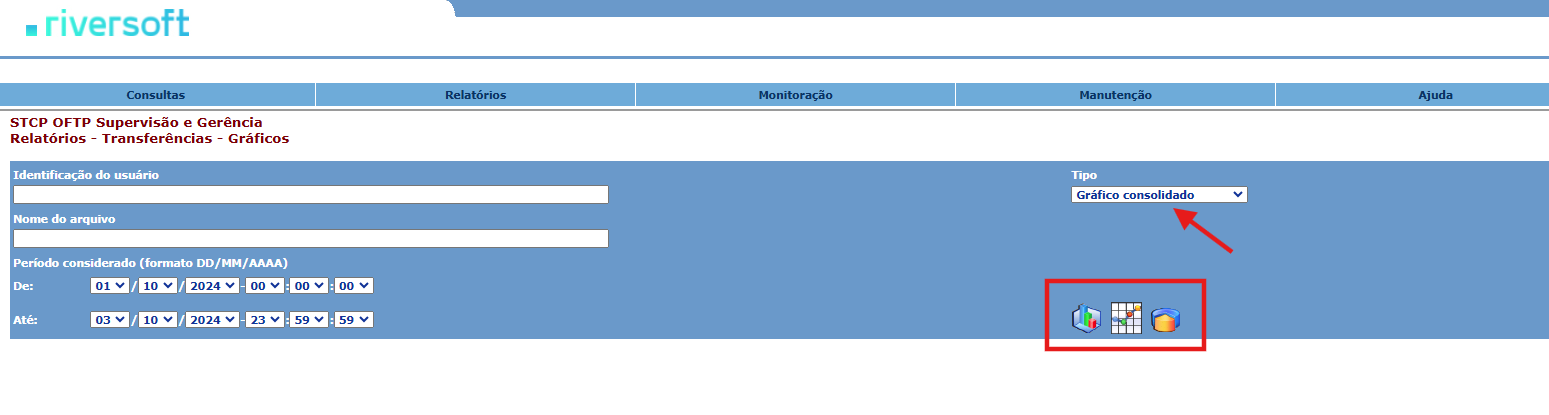 riversoft
Consultas Relatórios Monitoração Manutenção Ajuda
STCP OFTP Supervisão e Gerência
Relatórios - Transferências - Gráficos
Identificação do usuário Tipo
Gráfico consolidado
Nome do arquivo
Período considerado (formato DD/MM/AAAA)
De: 01 / 10 / 2024 - 00 : 00 : 00
Até: 03 / 10 / 2024 - 23 : 59 : 59